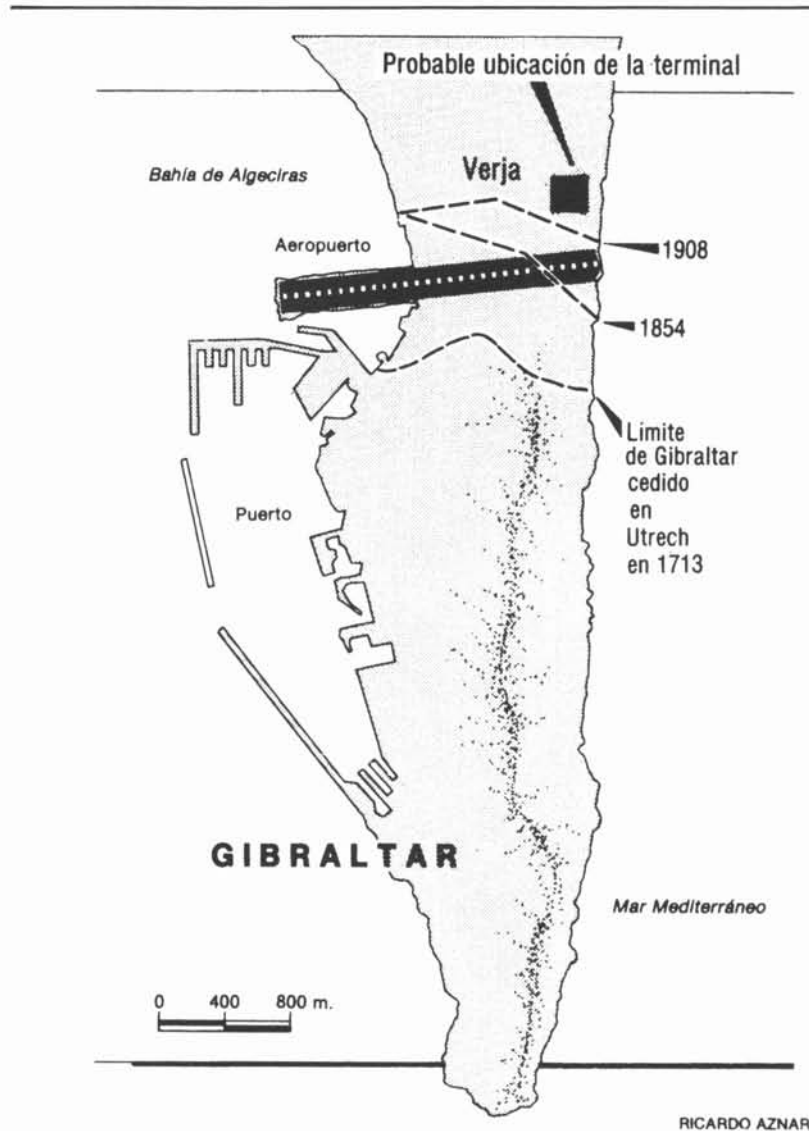 Probable ubicación de la terminal
Bahía de Algeciras
Verja
Aeropuerto
1908
1854
Limite
de Gibraltar
cedido
en
Utrech
en 1713
Puerto
GIBRALTAR
Mar Mediterráneo
0 400 800 m.
RICARDO AZNAR